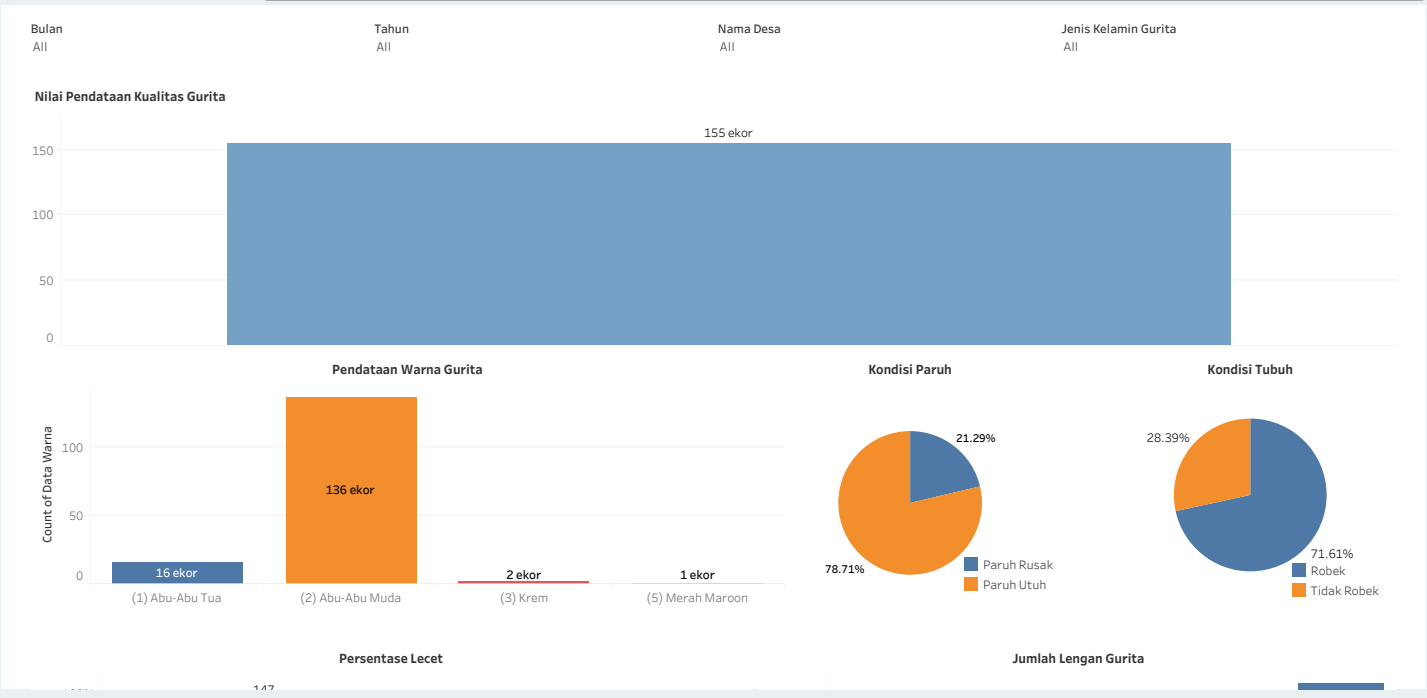 Bulan
All
Tahun
All
Nama Desa
All
Jenis Kelamin Gurita
All
Nilai Pendataan Kualitas Gurita
155 ekor
150
100
50
0
Pendataan Warna Gurita
Count of Data Warna
100
50
0
16 ekor
136 ekor
2 ekor
1 ekor
(1) Abu-Abu Tua
(2) Abu-Abu Muda
(3) Krem
(5) Merah Maroon
Kondisi Paruh
21.29%
78.71%
Paruh Rusak
Paruh Utuh
Kondisi Tubuh
28.39%
71.61%
Robek
Tidak Robek
Persentase Lecet
147
Jumlah Lengan Gurita